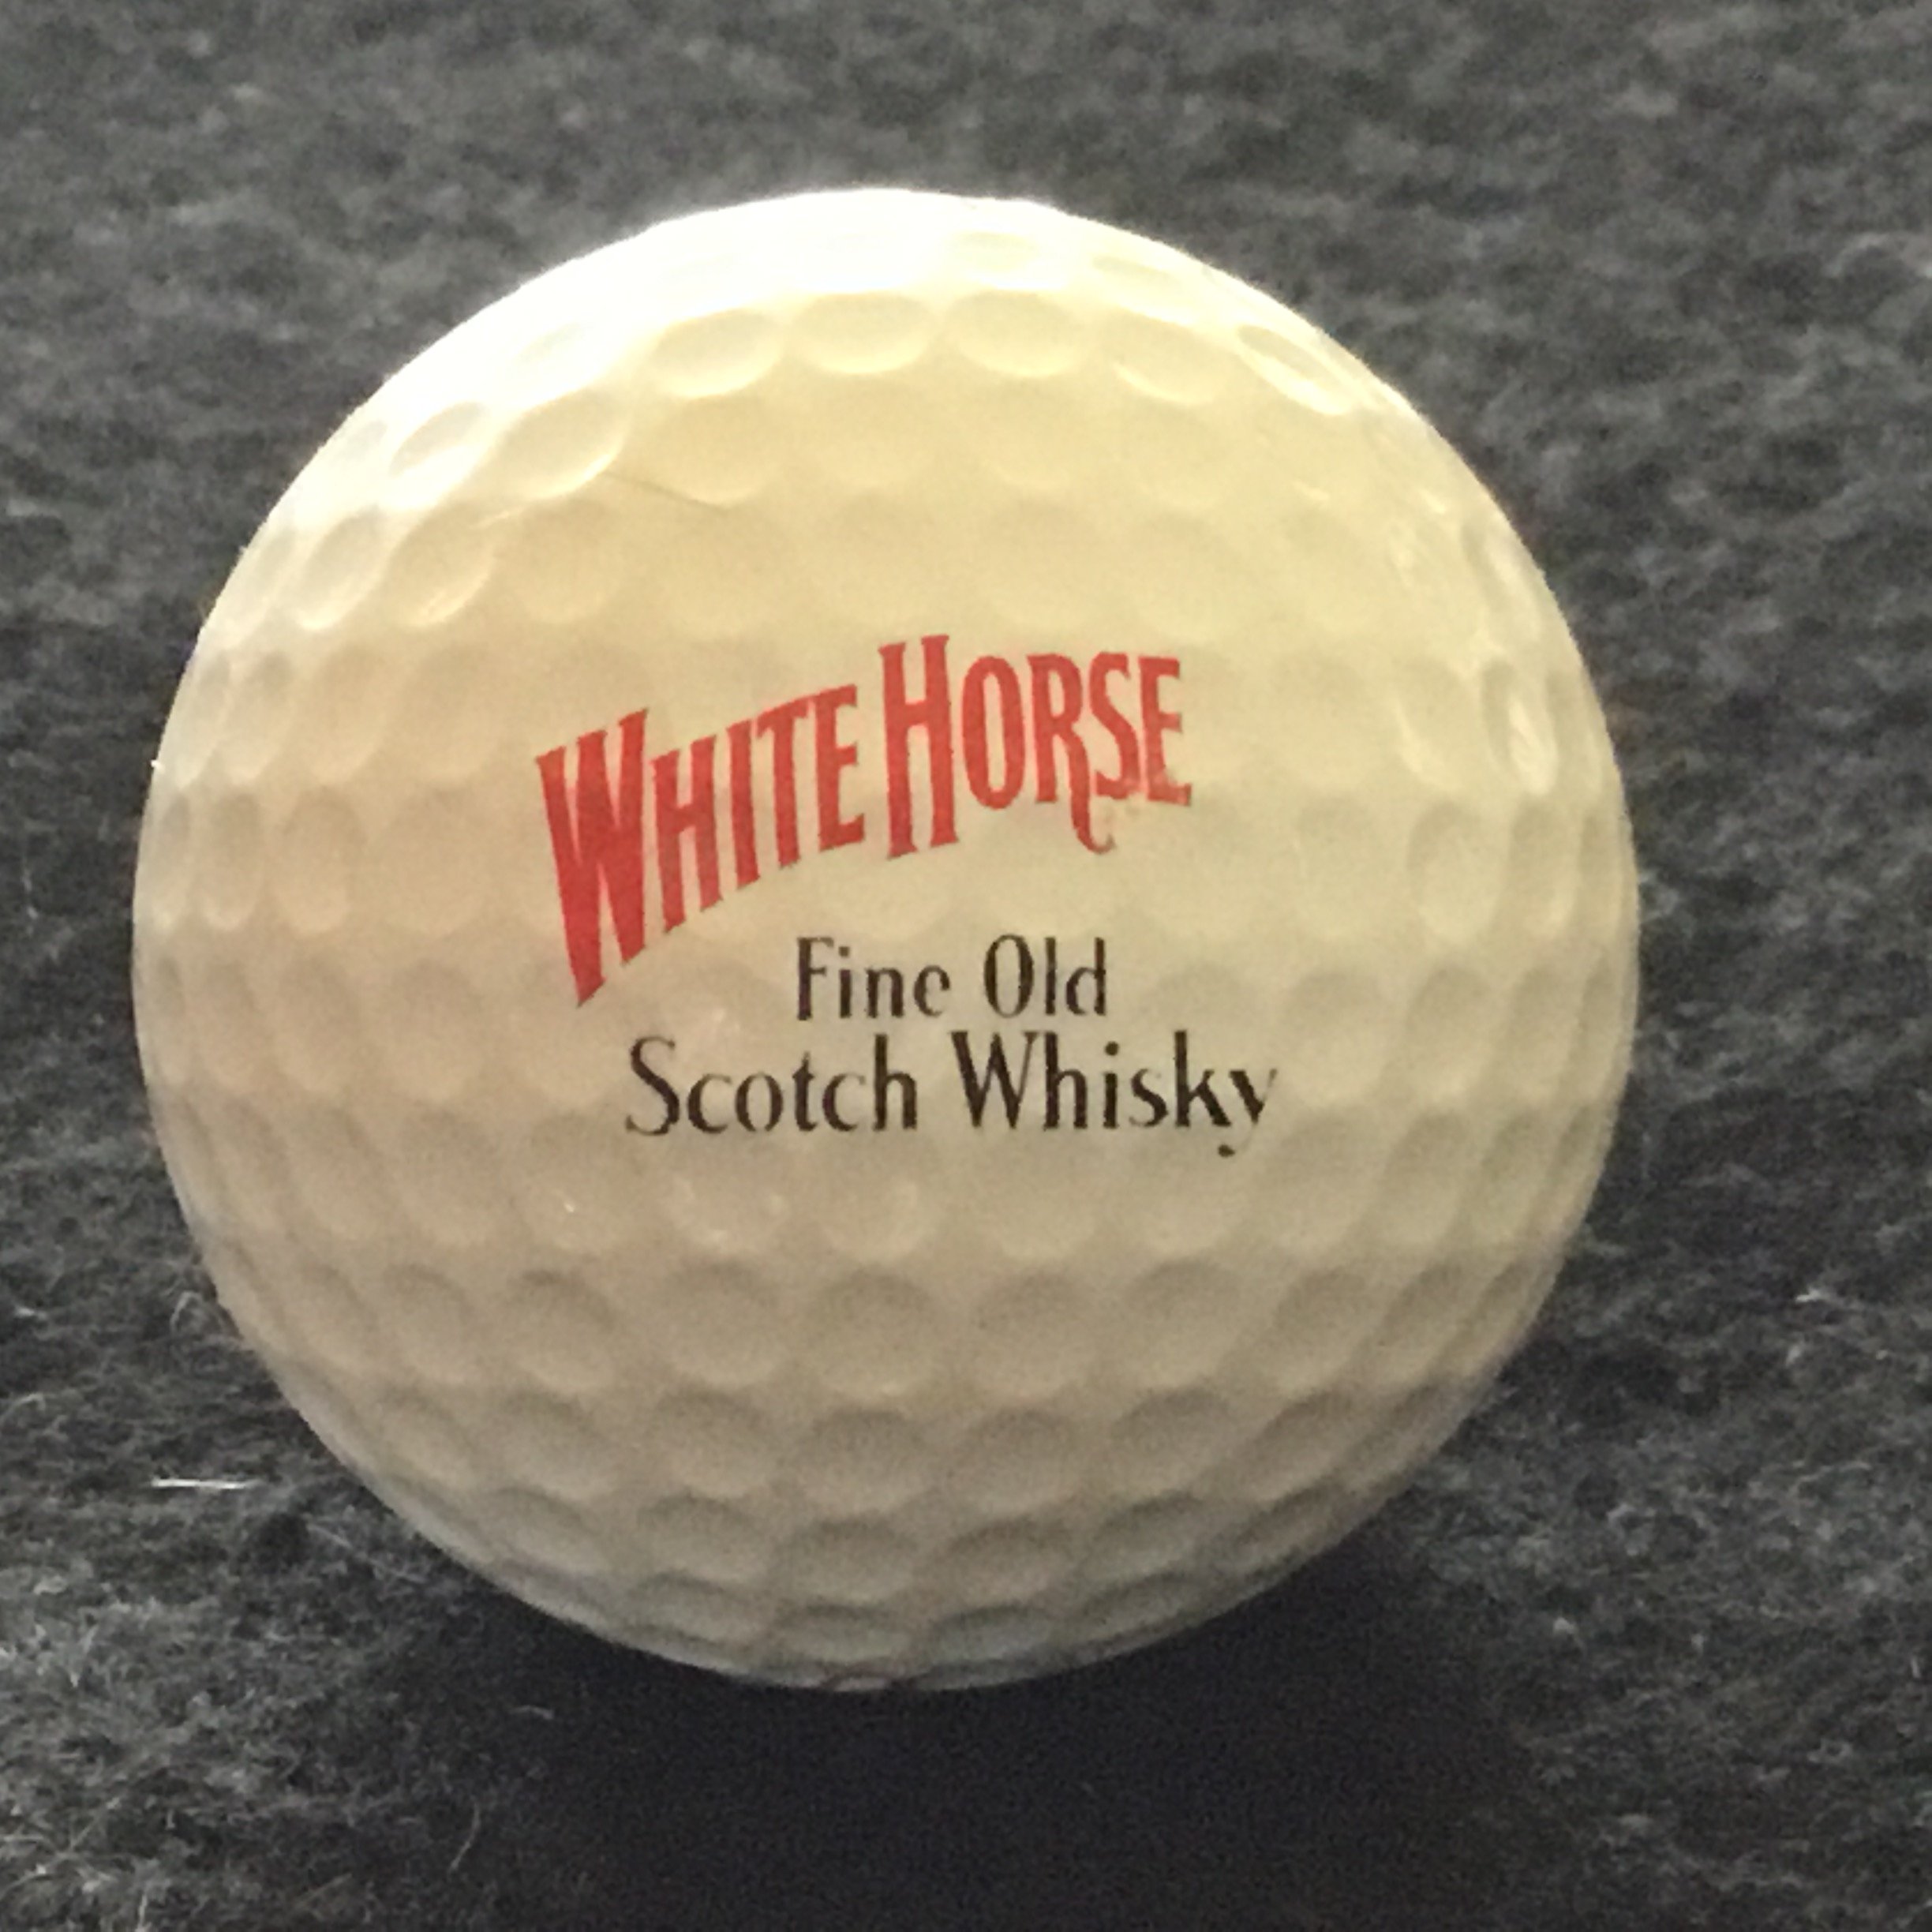 WHITE HORSE
Fine Old
Scotch Whisky